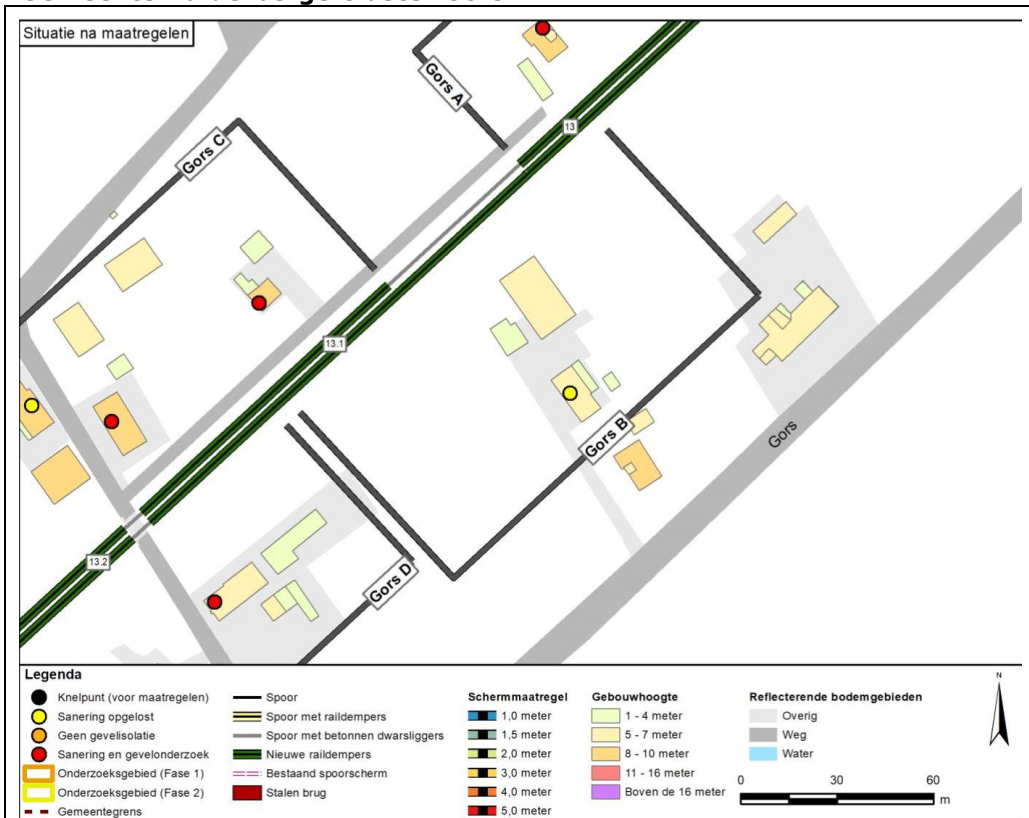 Situatie na maatregelen
Gors A
13
Gors C
13.1
Gors B
Gors
13.2
Gors D
Legenda
Knelpunt (voor maatregelen)
Sanering opgelost
Geen gevelisolatie
Sanering en gevelonderzoek
Onderzoeksgebied (Fase 1)
Onderzoeksgebied (Fase 2)
Gemeentegrens
Spoor
Spoor met raildempers
Spoor met betonnen dwarsliggers
Nieuwe raildempers
Bestaand spoorscherm
Stalen brug
Schermmaatregel
1,0 meter
1,5 meter
2,0 meter
3,0 meter
4,0 meter
5,0 meter
Gebouwhoogte
1 - 4 meter
5 - 7 meter
8 - 10 meter
11 - 16 meter
Boven de 16 meter
Reflecterende bodemgebieden
Overig
Weg
Water
N
0 30 60
m